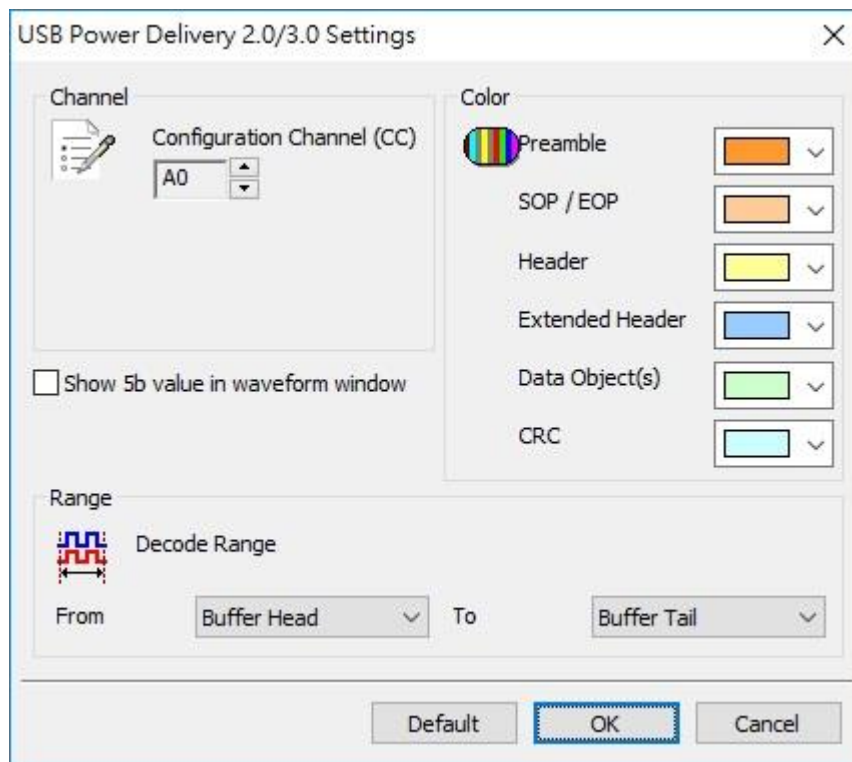 USB Power Delivery 2.0/3.0 Settings
Channel
Configuration Channel (CC)
A0
Show 5b value in waveform window
Color
Preamble
SOP / EOP
Header
Extended Header
Data Object(s)
CRC
Range
Decode Range
From Buffer Head To Buffer Tail
Default OK Cancel